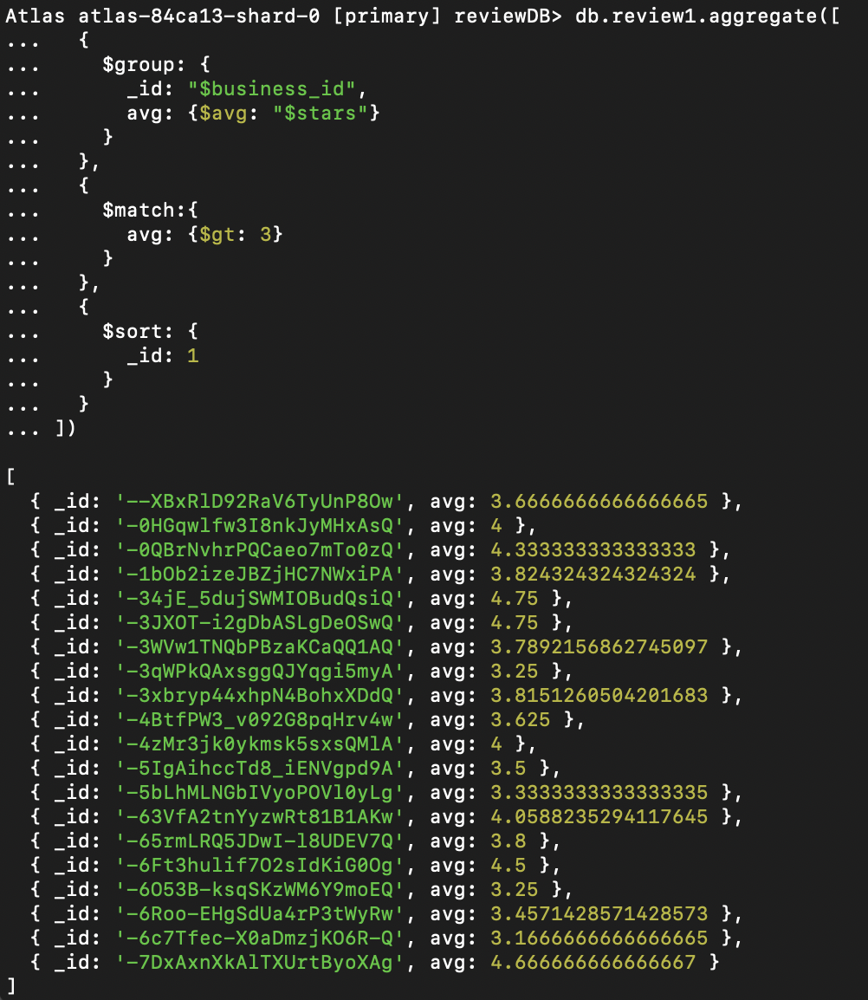 Atlas atlas-84ca13-shard-0 [primary] reviewDB> db.review1.aggregate([
...   {
...     $group: {
...       _id: "$business_id",
...       avg: {$avg: "$stars"}
...     }
...   },
...   {
...     $match:{
...       avg: {$gt: 3}
...     }
...   },
...   {
...     $sort: {
...       _id: 1
...     }
...   }
... ])
[
  { _id: '--XBxRlD92RaV6TyUnP8Ow', avg: 3.6666666666666665 },
  { _id: '-0HGqwlfw3I8nkJyMHxAsQ', avg: 4 },
  { _id: '-0QBrNvhrPQCaeo7mTo0zQ', avg: 4.333333333333333 },
  { _id: '-1bOb2izeJBZjHC7NWxiPA', avg: 3.824324324324324 },
  { _id: '-34jE_5dujSWMIOBudQsiQ', avg: 4.75 },
  { _id: '-3JXOT-i2gDbASLgDeOSwQ', avg: 4.75 },
  { _id: '-3WVw1TNQbPBzaKCaQQ1AQ', avg: 3.7892156862745097 },
  { _id: '-3qWPkQAxsggQJYqgi5myA', avg: 3.25 },
  { _id: '-3xbryp44xhpN4BohxXDdQ', avg: 3.8151260504201683 },
  { _id: '-4BtfPW3_v092G8pqHrv4w', avg: 3.625 },
  { _id: '-4zMr3jk0ykmsk5sxsQMlA', avg: 4 },
  { _id: '-5IgAihccTd8_iENVgpd9A', avg: 3.5 },
  { _id: '-5bLhMLNGbIVyoPOVl0yLg', avg: 3.3333333333333335 },
  { _id: '-63VfA2tnYyzwRt81B1AKw', avg: 4.0588235294117645 },
  { _id: '-65rmLRQ5JDwI-l8UDEV7Q', avg: 3.8 },
  { _id: '-6Ft3hulif7O2sIdKiG0Og', avg: 4.5 },
  { _id: '-6O53B-ksqSKzWM6Y9moEQ', avg: 3.25 },
  { _id: '-6Roo-EHgSdUa4rP3tWyRw', avg: 3.4571428571428573 },
  { _id: '-6c7Tfec-X0aDmzjKO6R-Q', avg: 3.1666666666666665 },
  { _id: '-7DxAxnXkAlTXUrtByoXAg', avg: 4.666666666666667 }
]